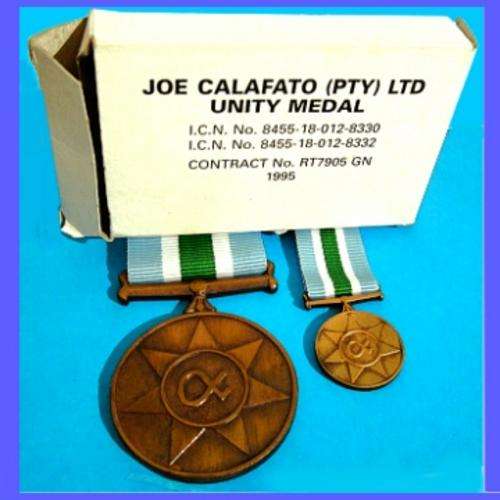 JOE CALAFATO (PTY) LTD
UNITY MEDAL
I.C.N. No. 8455-18-012-8330
I.C.N. No. 8455-18-012-8332
CONTRACT No. RT7905 GN
1995